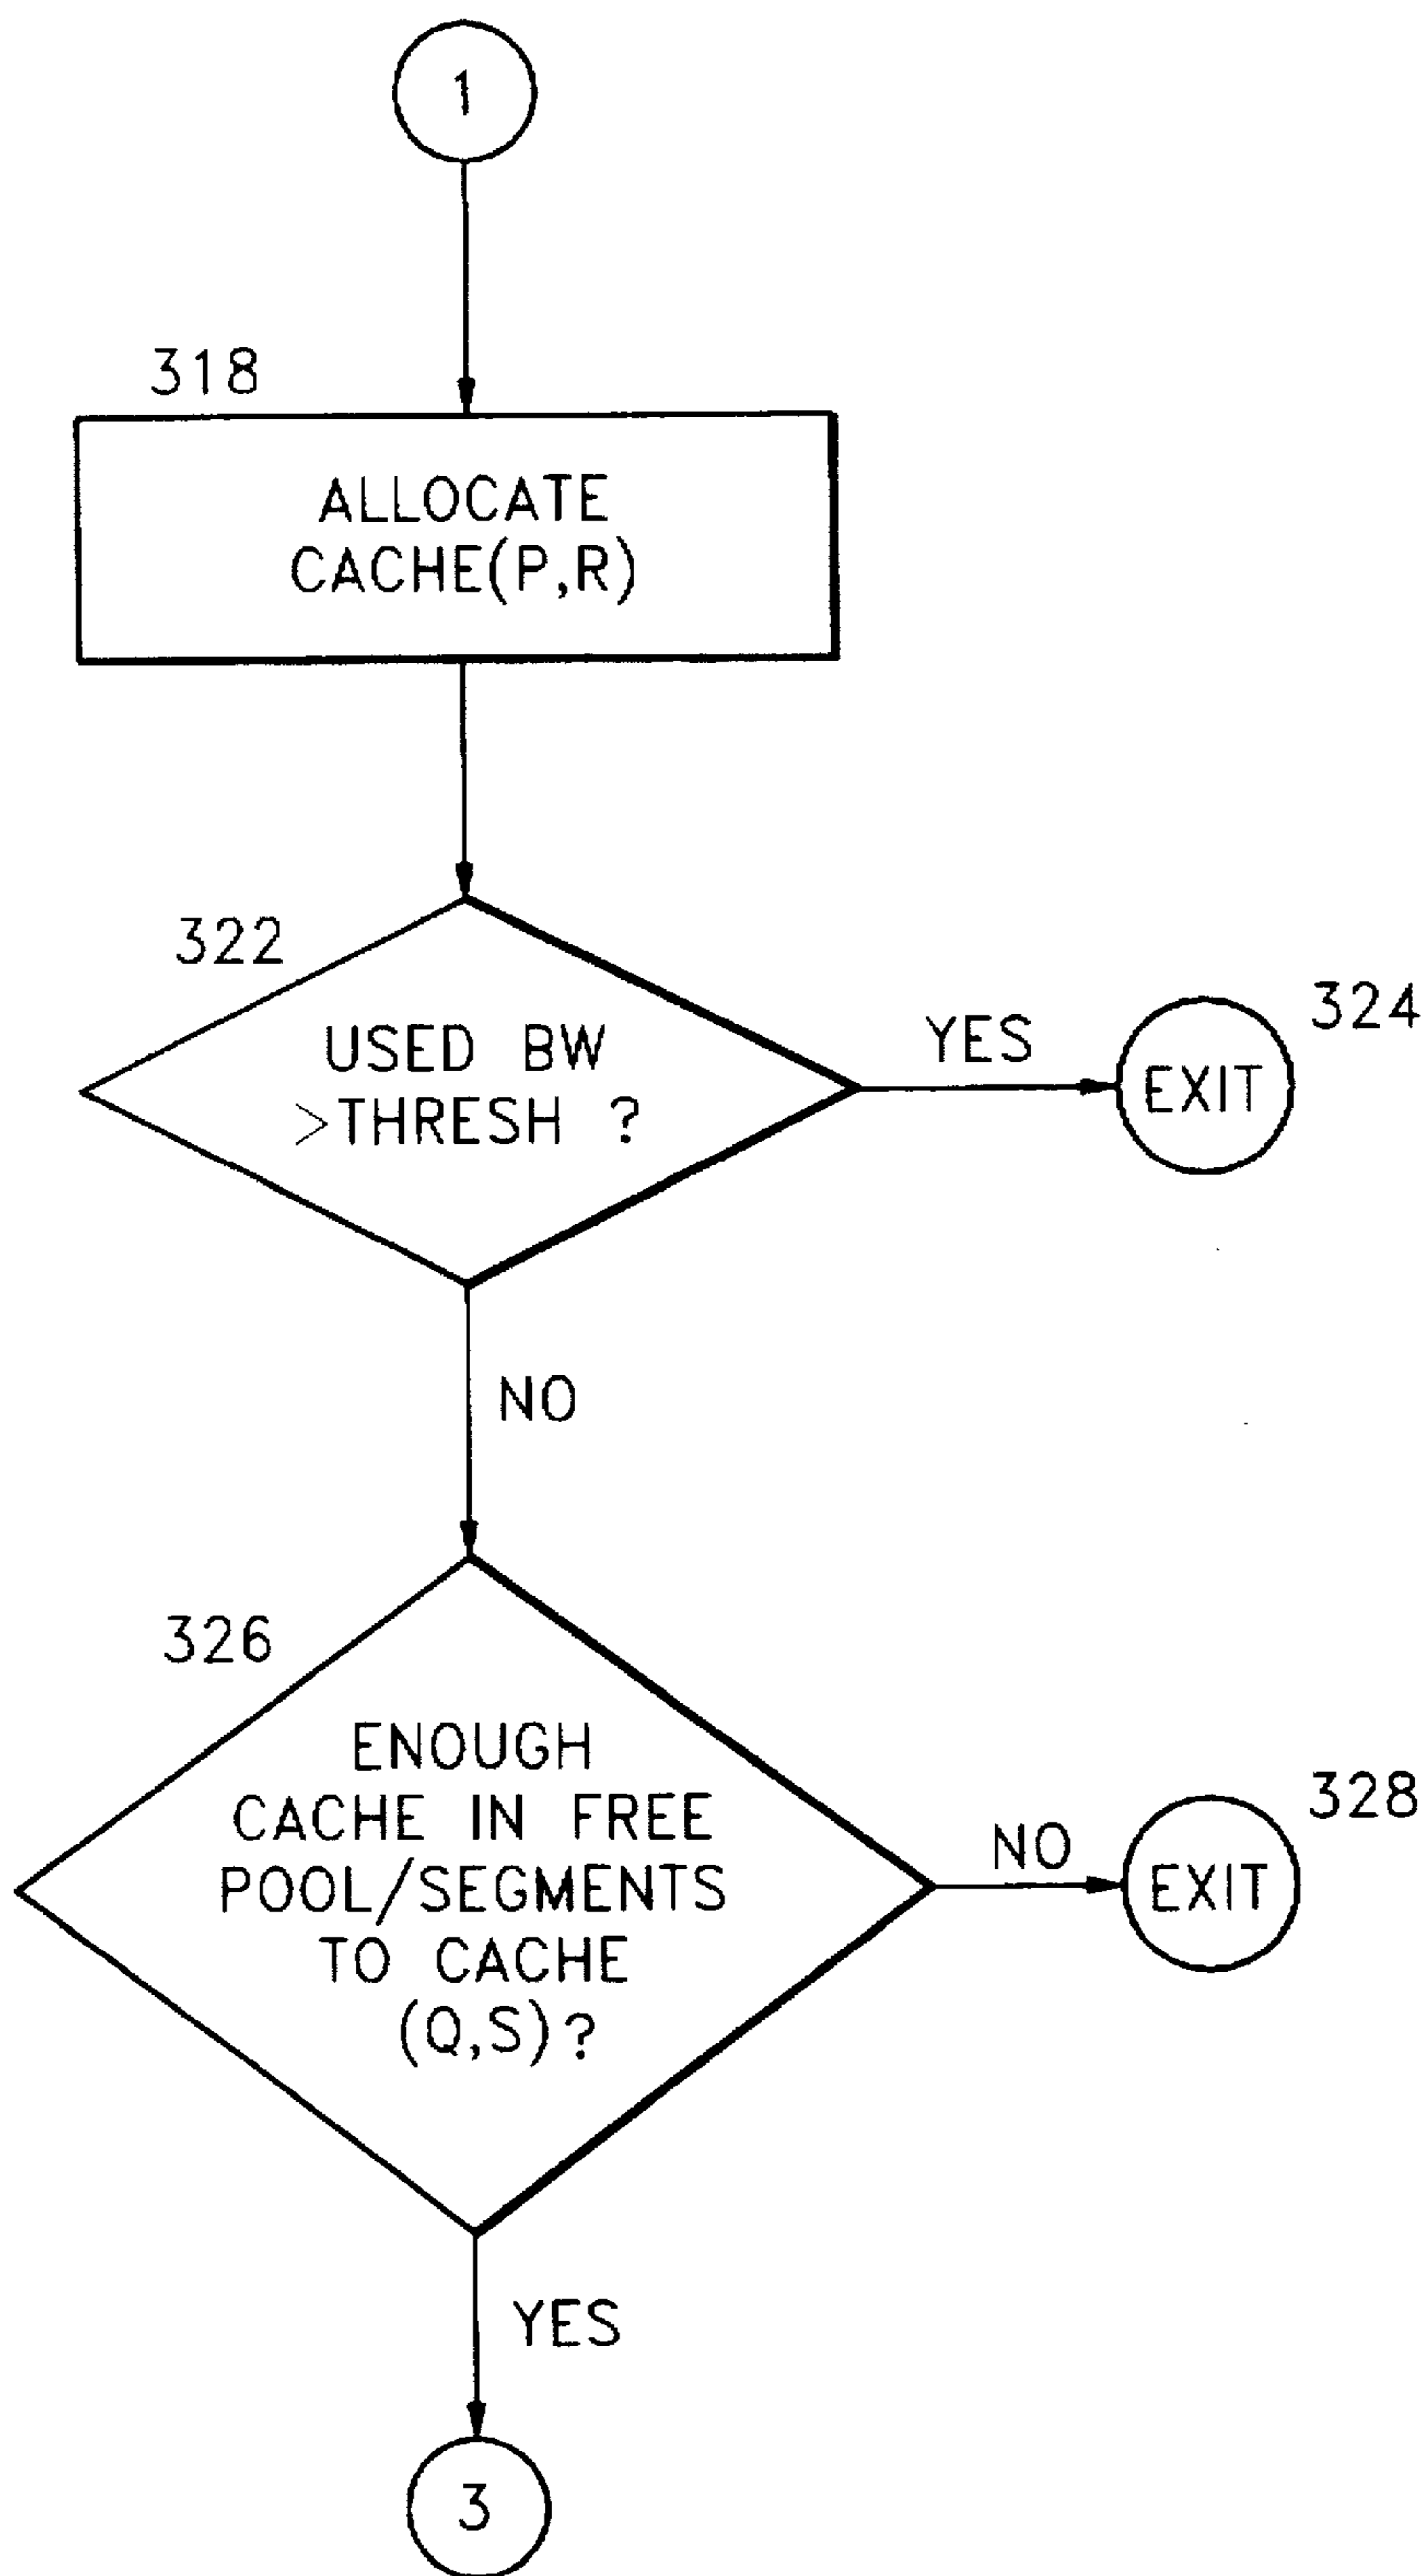 1
318
ALLOCATE
CACHE(P,R)
322
USED BW
>THRESH ?
YES
324
EXIT
NO
326
ENOUGH
CACHE IN FREE
POOL/SEGMENTS
TO CACHE
(Q,S)?
NO
328
EXIT
YES
3